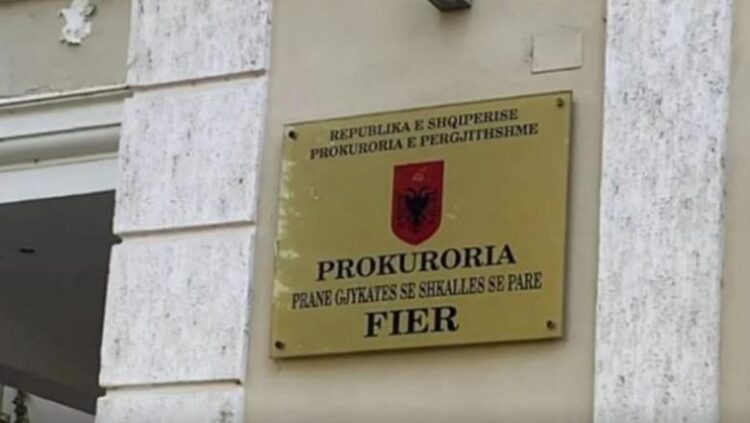 REPUBLIKA E SHQIPERISE
PROKURORIA E PERGJITHSHME
PROKURORIA
PRANE GJYKATES SE SHKALLES SE PARE
FIER